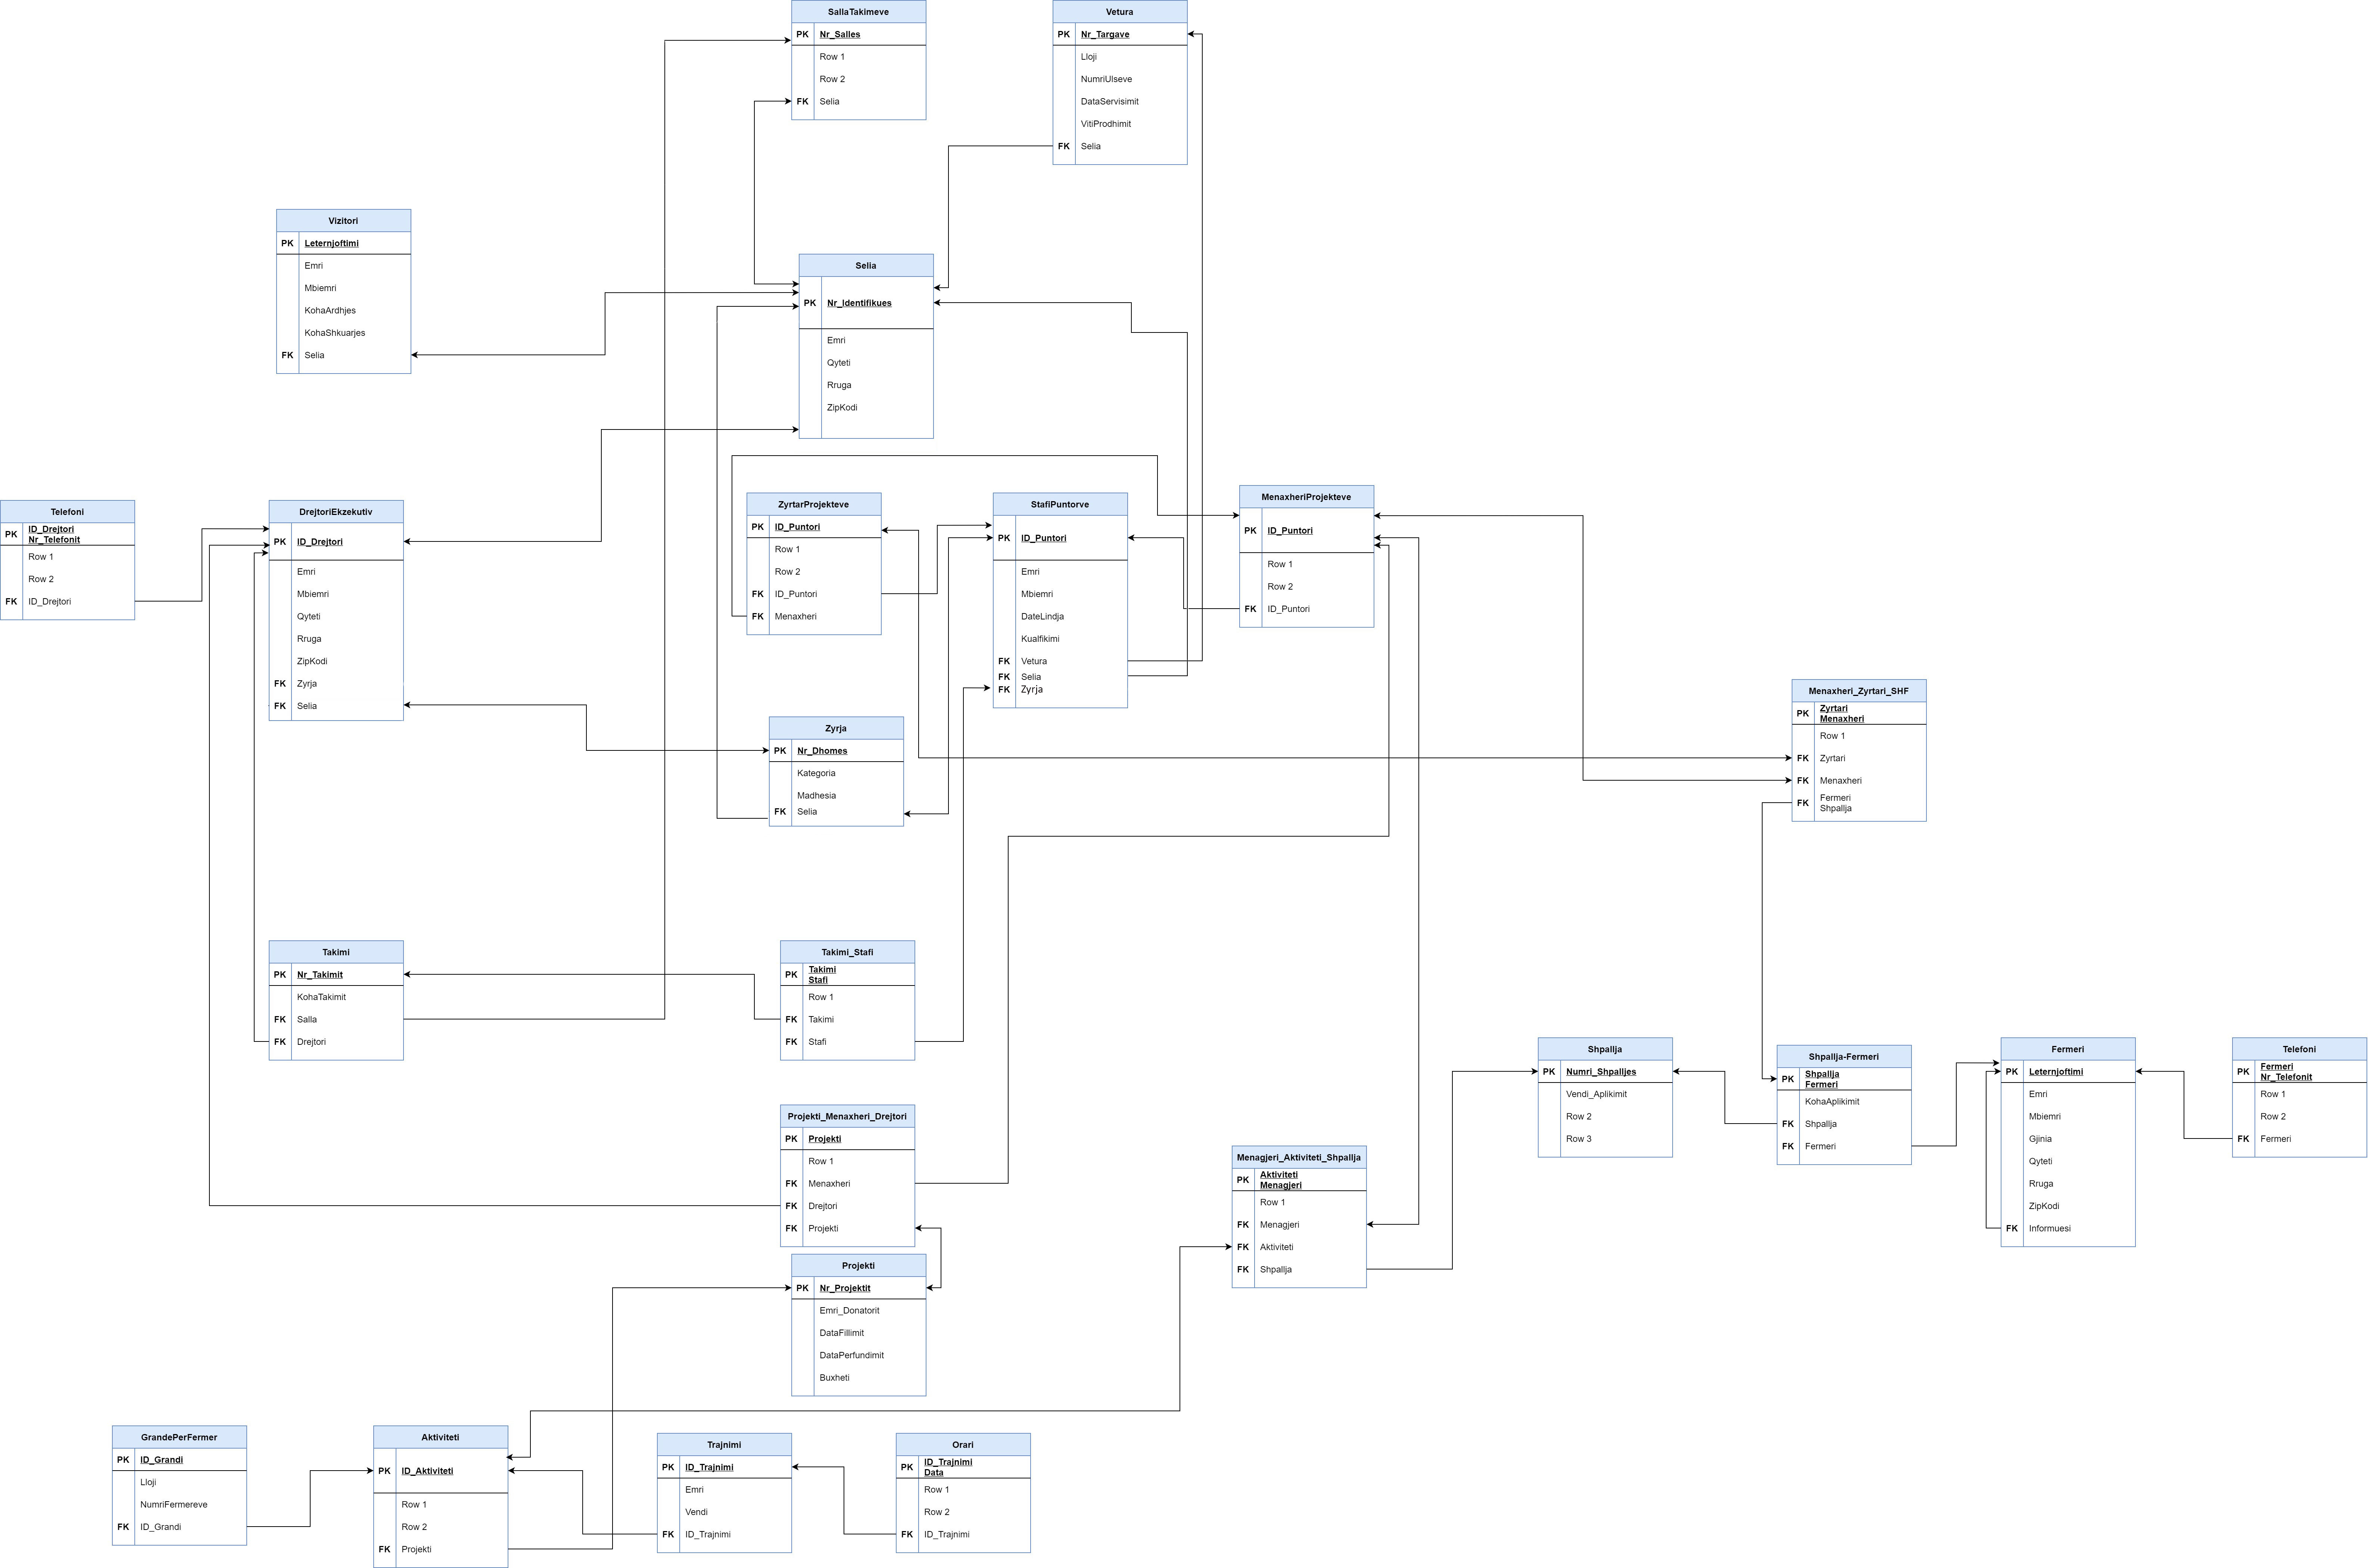 SallaTakimeve
PK Nr_Salles
Row 1
Row 2
FK Selia
Vetura
PK Nr_Targave
Lloji
NumriUlseve
DataServisimit
VitiProdhimit
FK Selia
Vizitori
PK Leternjoftimi
Emri
Mbiemri
KohaArdhjes
KohaShkuarjes
FK Selia
Selia
PK Nr_Identifikues
Emri
Qyteti
Rruga
ZipKodi
Telefoni
PK ID_Drejtori
Nr_Telefonit
Row 1
Row 2
FK ID_Drejtori
DrejtoriEkzekutiv
PK ID_Drejtori
Emri
Mbiemri
Qyteti
Rruga
ZipKodi
FK Zyrja
FK Selia
ZyrtarProjekteve
PK ID_Puntori
Row 1
Row 2
FK ID_Puntori
FK Menaxheri
StafiPuntorve
PK ID_Puntori
Emri
Mbiemri
DateLindja
Kualfikimi
FK Vetura
FK Selia
FK Zyrja
MenaxheriProjekteve
PK ID_Puntori
Row 1
Row 2
FK ID_Puntori
Menaxheri_Zyrtari_SHF
PK Zyrtari
Menaxheri
Row 1
FK Zyrtari
FK Menaxheri
FK Fermeri
Shpallja
Zyrja
PK Nr_Dhomes
Kategoria
Madhesia
FK Selia
Takimi
PK Nr_Takimit
KohaTakimit
FK Salla
FK Drejtori
Takimi_Stafi
PK Takimi
Stafi
Row 1
FK Takimi
FK Stafi
Shpallja
PK Numri_Shpalljes
Vendi_Aplikimit
Row 2
Row 3
Shpallja-Fermeri
PK Shpallja
Fermeri
KohaAplikimit
FK Shpallja
FK Fermeri
Fermeri
PK Leternjoftimi
Emri
Mbiemri
Gjinia
Qyteti
Rruga
ZipKodi
FK Informuesi
Telefoni
PK Fermeri
Nr_Telefonit
Row 1
Row 2
FK Fermeri
Projekti_Menaxheri_Drejtori
PK Projekti
Row 1
FK Menaxheri
FK Drejtori
FK Projekti
Menagjeri_Aktiviteti_Shpallja
PK Aktiviteti
Menagjeri
Row 1
FK Menagjeri
FK Aktiviteti
FK Shpallja
Projekti
PK Nr_Projektit
Emri_Donatorit
DataFillimit
DataPerfundimit
Buxheti
GrandePerFermer
PK ID_Grandi
Lloji
NumriFermereve
FK ID_Grandi
Aktiviteti
PK ID_Aktiviteti
Row 1
Row 2
FK Projekti
Trajnimi
PK ID_Trajnimi
Emri
Vendi
FK ID_Trajnimi
Orari
PK ID_Trajnimi
Data
Row 1
Row 2
FK ID_Trajnimi